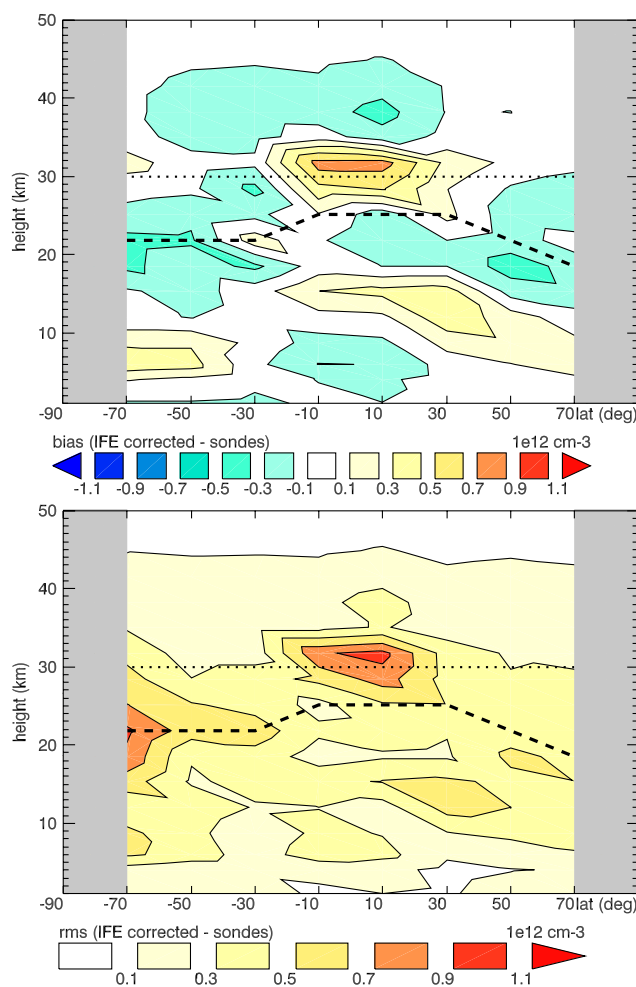 50
40
30
20
10
height (km)
-90 -70 -50 -30 -10 10 30 50 70 lat (deg)
bias (IFE corrected - sondes) 1e12 cm-3
-1.1 -0.9 -0.7 -0.5 -0.3 -0.1 0.1 0.3 0.5 0.7 0.9 1.1
50
40
30
20
10
height (km)
-90 -70 -50 -30 -10 10 30 50 70 lat (deg)
rms (IFE corrected - sondes) 1e12 cm-3
0.1 0.3 0.5 0.7 0.9 1.1